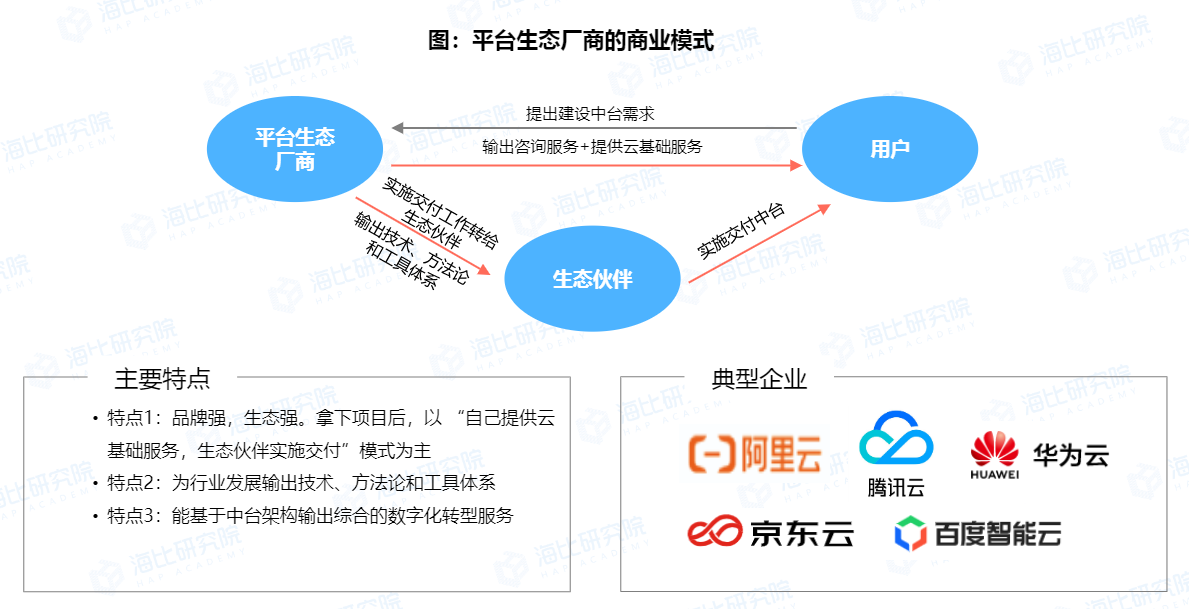 图：平台生态厂商的商业模式
平台生态
厂商
提出建设中台需求
输出咨询服务+提供云基础服务
用户
实施交付工作转给
生态伙伴
输出技术、方法论
和工具体系
生态伙伴
实施交付中台
主要特点
• 特点1：品牌强，生态强。拿下项目后，以 “自己提供云
基础服务，生态伙伴实施交付”模式为主
• 特点2：为行业发展输出技术、方法论和工具体系
• 特点3：能基于中台架构输出综合的数字化转型服务
典型企业
阿里云
腾讯云
HUAWEI
华为云
京东云
百度智能云
海比研究院
HAP ACADEMY